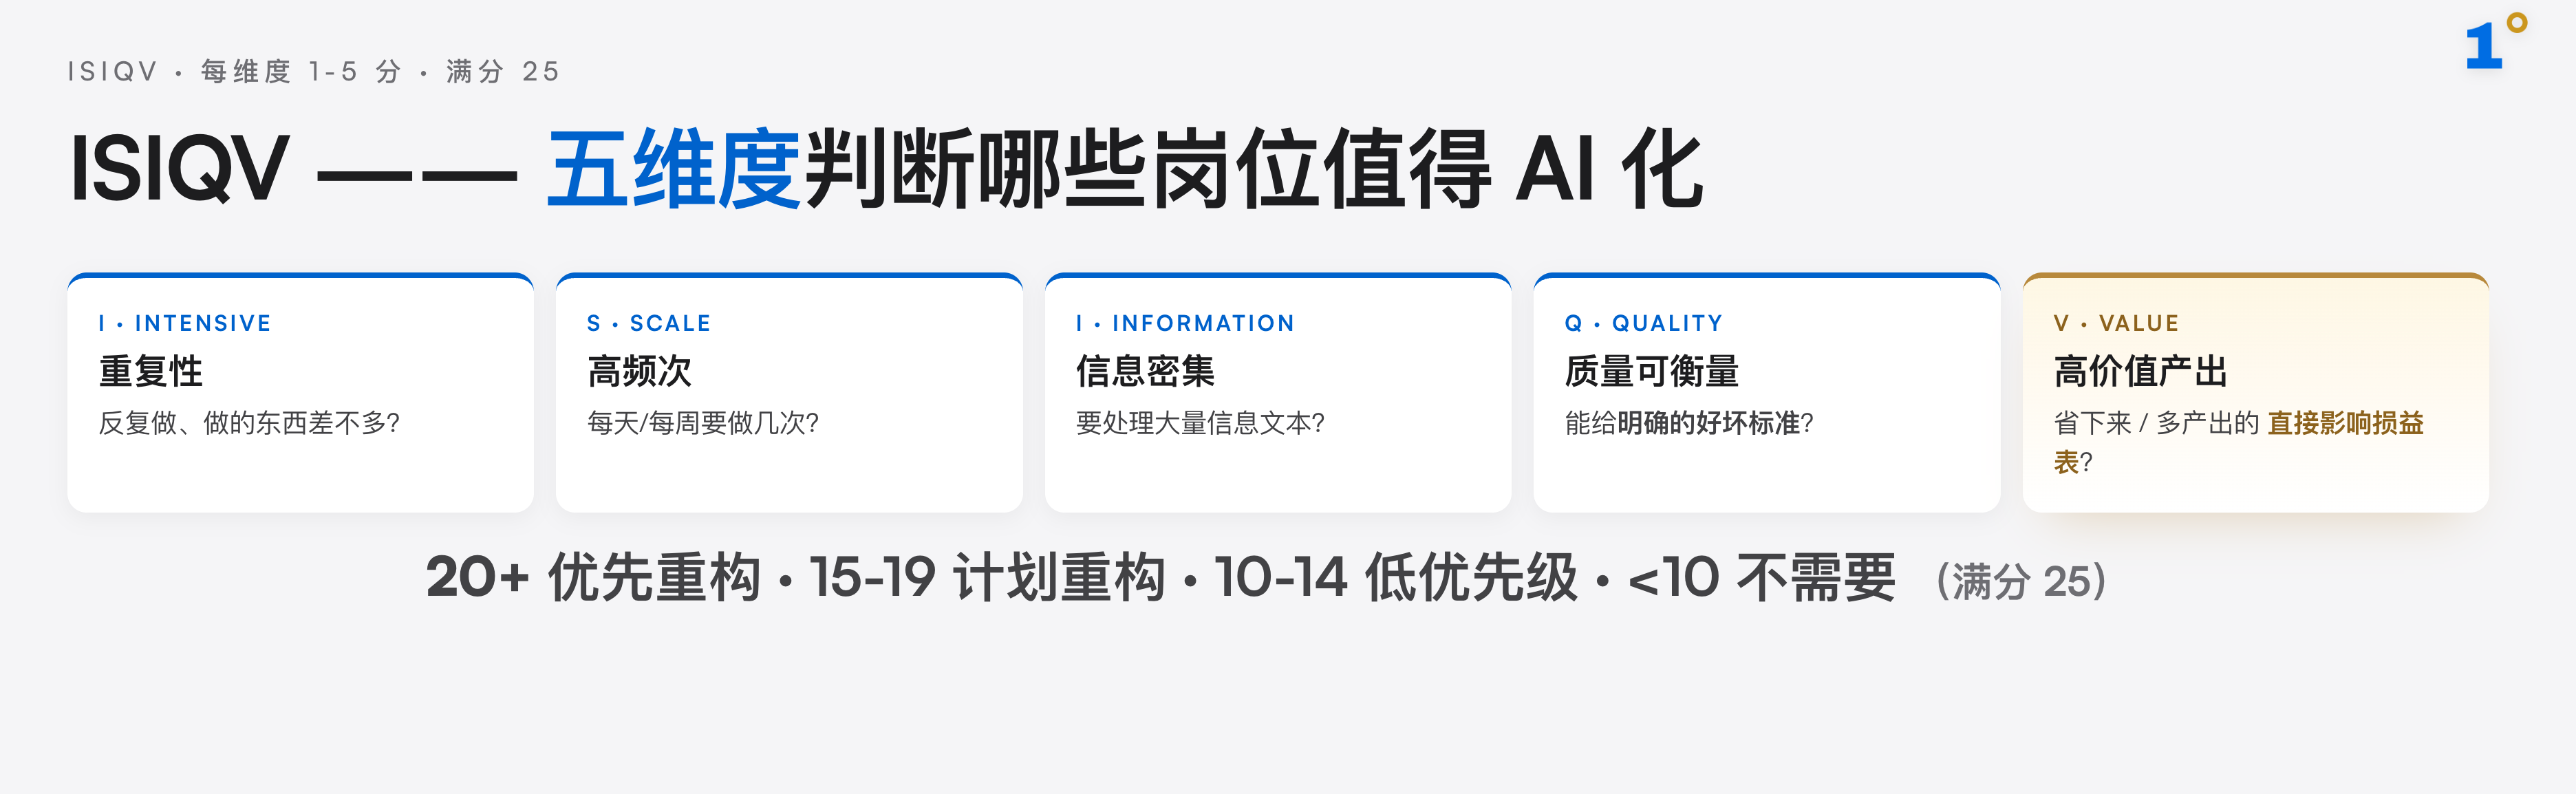 ISIQV · 每维度 1-5 分 · 满分 25
1°
ISIQV —— 五维度判断哪些岗位值得 AI 化
I · INTENSIVE
重复性
反复做、做的东西差不多?
S · SCALE
高频次
每天/每周要做几次?
I · INFORMATION
信息密集
要处理大量信息文本?
Q · QUALITY
质量可衡量
能给明确的好坏标准?
V · VALUE
高价值产出
省下来 / 多产出的 直接影响损益
表?
20+ 优先重构 · 15-19 计划重构 · 10-14 低优先级 · <10 不需要 （满分 25）